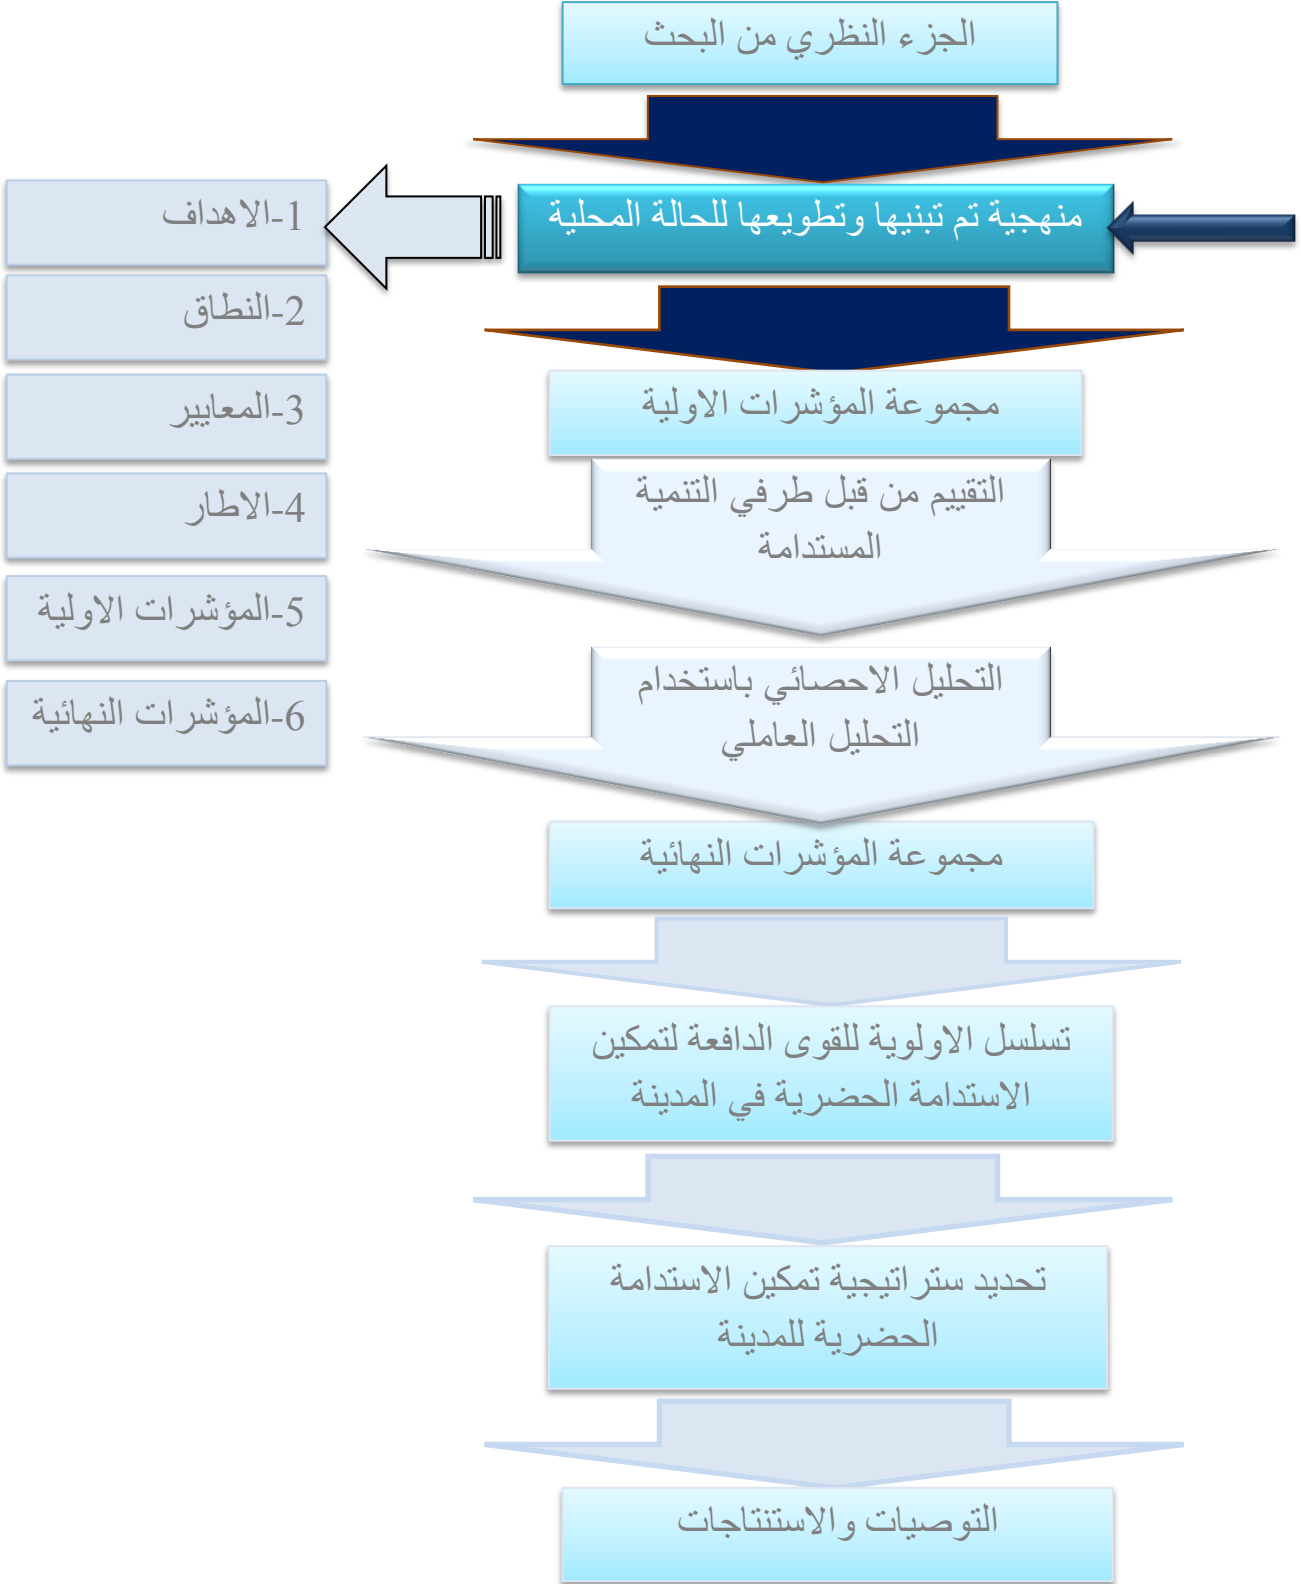 الجزء النظري من البحث
منهجية تم تبنيها وتطويعها للحالة المحلية
1-الاهداف
2-النطاق
3-المعايير
4-الاطار
5-المؤشرات الاولية
6-المؤشرات النهائية
مجموعة المؤشرات الاولية
التقييم من قبل طرفي التنمية
المستدامة
التحليل الاحصائي باستخدام
التحليل العاملي
مجموعة المؤشرات النهائية
تسلسل الاولوية للقوى الدافعة لتمكين
الاستدامة الحضرية في المدينة
تحديد ستراتيجية تمكين الاستدامة
الحضرية للمدينة
التوصيات والاستنتاجات